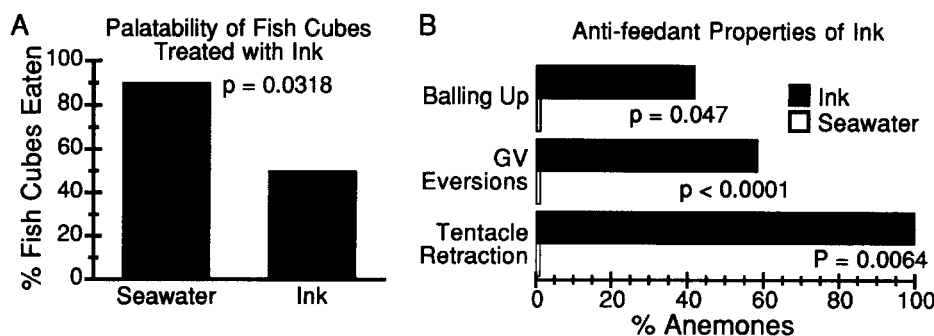 A
Palatability of Fish Cubes
Treated with Ink
% Fish Cubes Eaten
100
80
60
40
20
0
p = 0.0318
Seawater
Ink
B
Anti-feedant Properties of Ink
Balling Up
p = 0.047
Ink
Seawater
GV
Eversions
p < 0.0001
Tentacle
Retraction
P = 0.0064
0 20 40 60 80 100
% Anemones